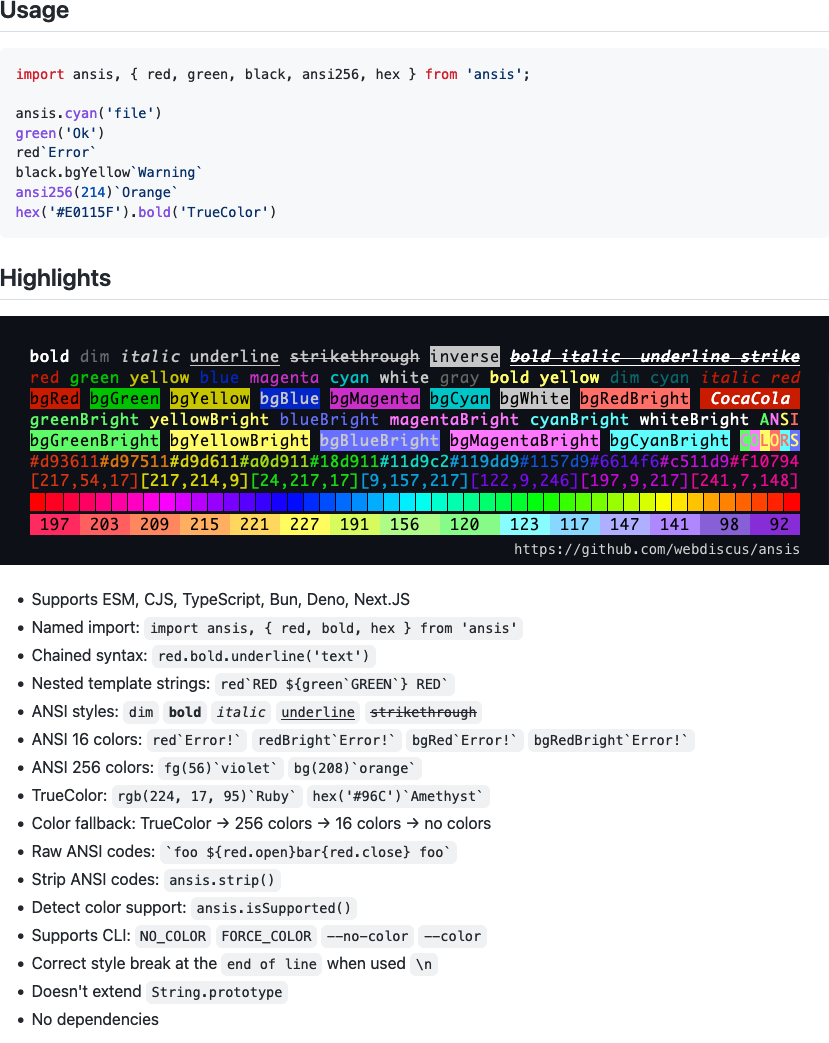 Usage
import ansis, { red, green, black, ansi256, hex } from 'ansis';
ansis.cyan('file')
green('Ok')
red`Error`
black.bgYellow`Warning`
ansi256(214)`Orange`
hex('#E0115F').bold('TrueColor')
Highlights
bold dim italic underline strikethrough inverse bold italic underline strike
red green yellow blue magenta cyan white gray bold yellow dim cyan italic red
bgRed bgGreen bgYellow bgBlue bgMagenta bgCyan bgWhite bgRedBright CocaCola
greenBright yellowBright blueBright magentaBright cyanBright whiteBright ANSI
bgGreenBright bgYellowBright bgBlueBright bgMagentaBright bgCyanBright COLORS
#d93611#d97511#d9d611#a0d911#18d911#11d9c2#119dd9#1157d9#6614f6#c511d9#f10794
[217,54,17][217,214,9][24,217,17][9,157,217][122,9,246][197,9,217][241,7,148]
197 203 209 215 221 227 191 156 120 123 117 147 141 98 92
https://github.com/webdiscus/ansis
• Supports ESM, CJS, TypeScript, Bun, Deno, Next.JS
• Named import: import ansis, { red, bold, hex } from 'ansis'
• Chained syntax: red.bold.underline('text')
• Nested template strings: red`RED ${green`GREEN`} RED`
• ANSI styles: dim bold italic underline strikethrough
• ANSI 16 colors: red`Error!` redBright`Error!` bgRed`Error!` bgRedBright`Error!`
• ANSI 256 colors: fg(56)`violet` bg(208)`orange`
• TrueColor: rgb(224, 17, 95)`Ruby` hex('#96C')`Amethyst`
• Color fallback: TrueColor → 256 colors → 16 colors → no colors
• Raw ANSI codes: `foo ${red.open}bar{red.close} foo`
• Strip ANSI codes: ansis.strip()
• Detect color support: ansis.isSupported()
• Supports CLI: NO_COLOR FORCE_COLOR --no-color --color
• Correct style break at the end of line when used \n
• Doesn't extend String.prototype
• No dependencies